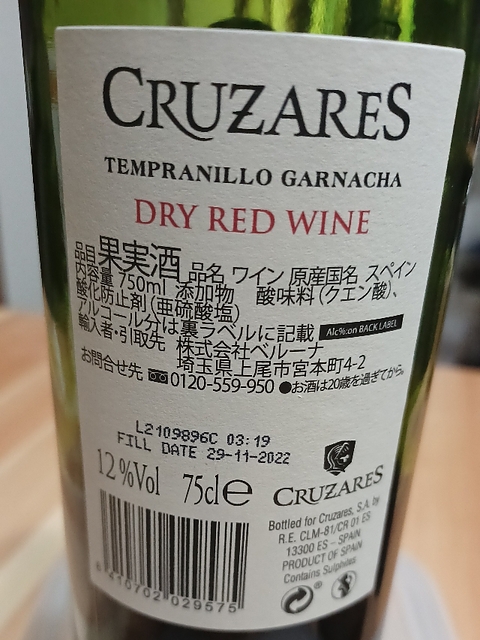 CRUZARES
TEMPRANILLO GARNACHA
DRY RED WINE
品目 果実酒 品名 ワイン 原産国名 スペイン
内容量 750ml 添加物 酸味料(クエン酸)、
酸化防止剤(亜硫酸塩)
アルコール分は裏ラベルに記載 Alc%:on BACK LABEL
輸入者・引取先 株式会社ベルーナ
埼玉県上尾市宮本町4-2
お問合せ先 0120-559-950 ●お酒は20歳を過ぎてから。
L2109896C 03:19
FILL DATE 29-11-2022
12%Vol 75cl e
CRUZARES
Bottled for Cruzares, S.A. by
R.E. CLM-81/CR 01 ES
13300 ES - SPAIN
PRODUCT OF SPAIN
Contains Sulphites
8 410702 029575